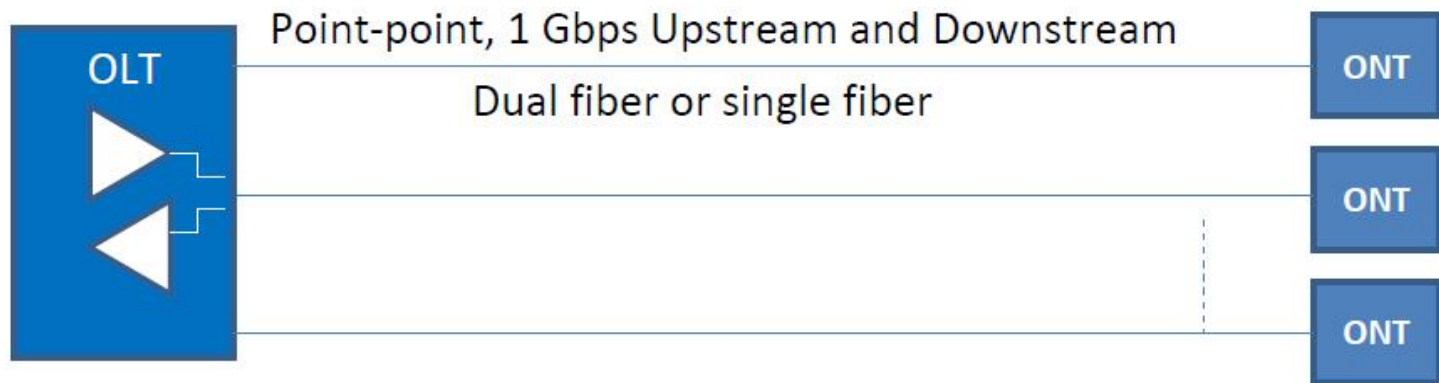 Point-point, 1 Gbps Upstream and Downstream
OLT
ONT
Dual fiber or single fiber
ONT
ONT